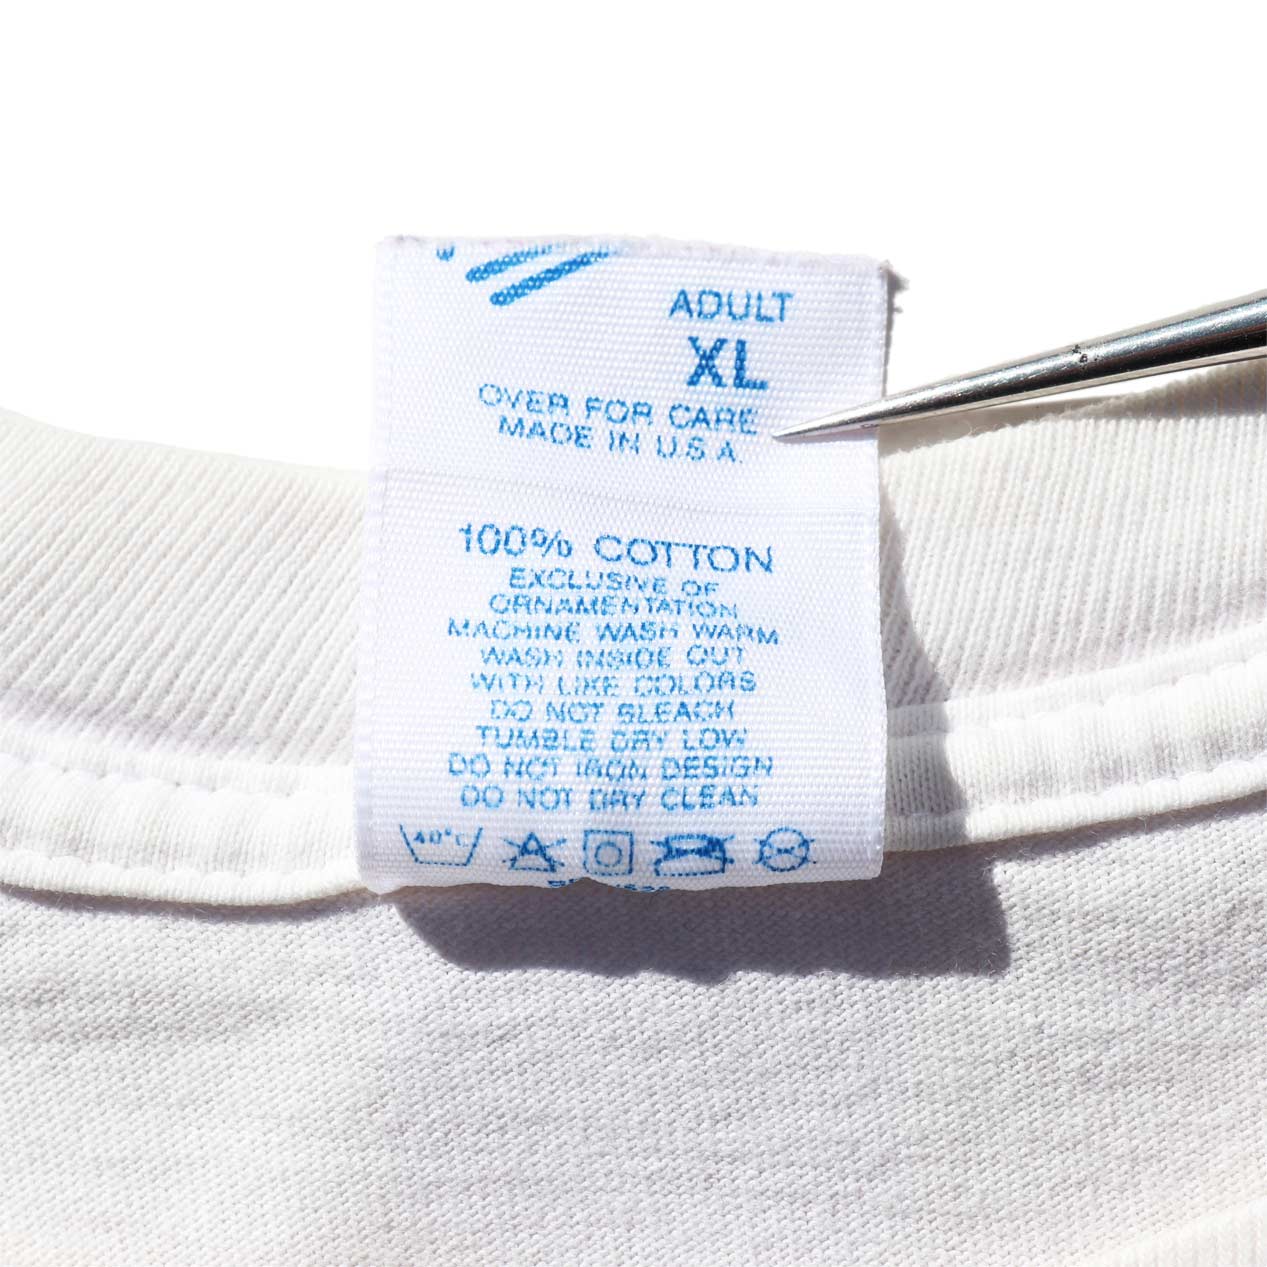 ADULT
XL
OVER FOR CARE
MADE IN U.S.A.
100% COTTON
EXCLUSIVE OF
ORNAMENTATION
MACHINE WASH WARM
WASH INSIDE OUT
WITH LIKE COLORS
DO NOT BLEACH
TUMBLE DRY LOW
DO NOT IRON DESIGN
DO NOT DRY CLEAN
40°C